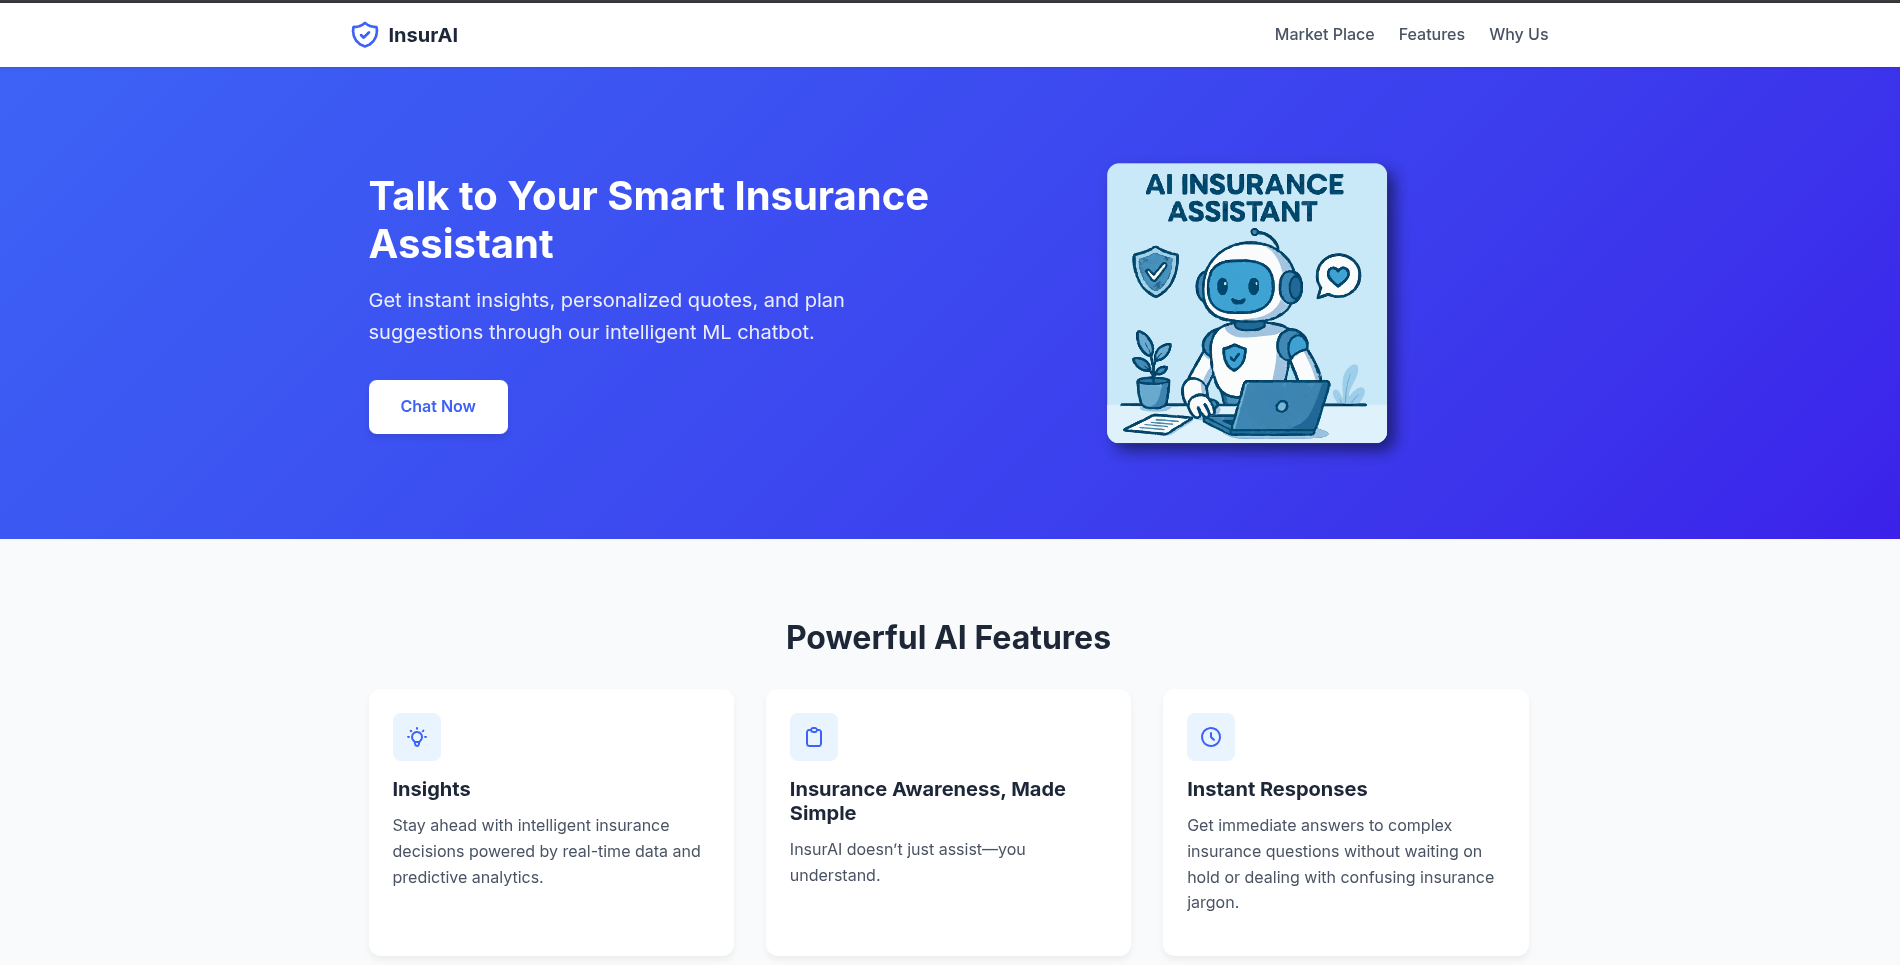 InsurAI
Market Place
Features
Why Us
Talk to Your Smart Insurance
Assistant
Get instant insights, personalized quotes, and plan
suggestions through our intelligent ML chatbot.
Chat Now
AI INSURANCE
ASSISTANT
Powerful AI Features
Insights
Stay ahead with intelligent insurance
decisions powered by real-time data and
predictive analytics.
Insurance Awareness, Made
Simple
InsurAI doesn't just assist—you
understand.
Instant Responses
Get immediate answers to complex
insurance questions without waiting on
hold or dealing with confusing insurance
jargon.